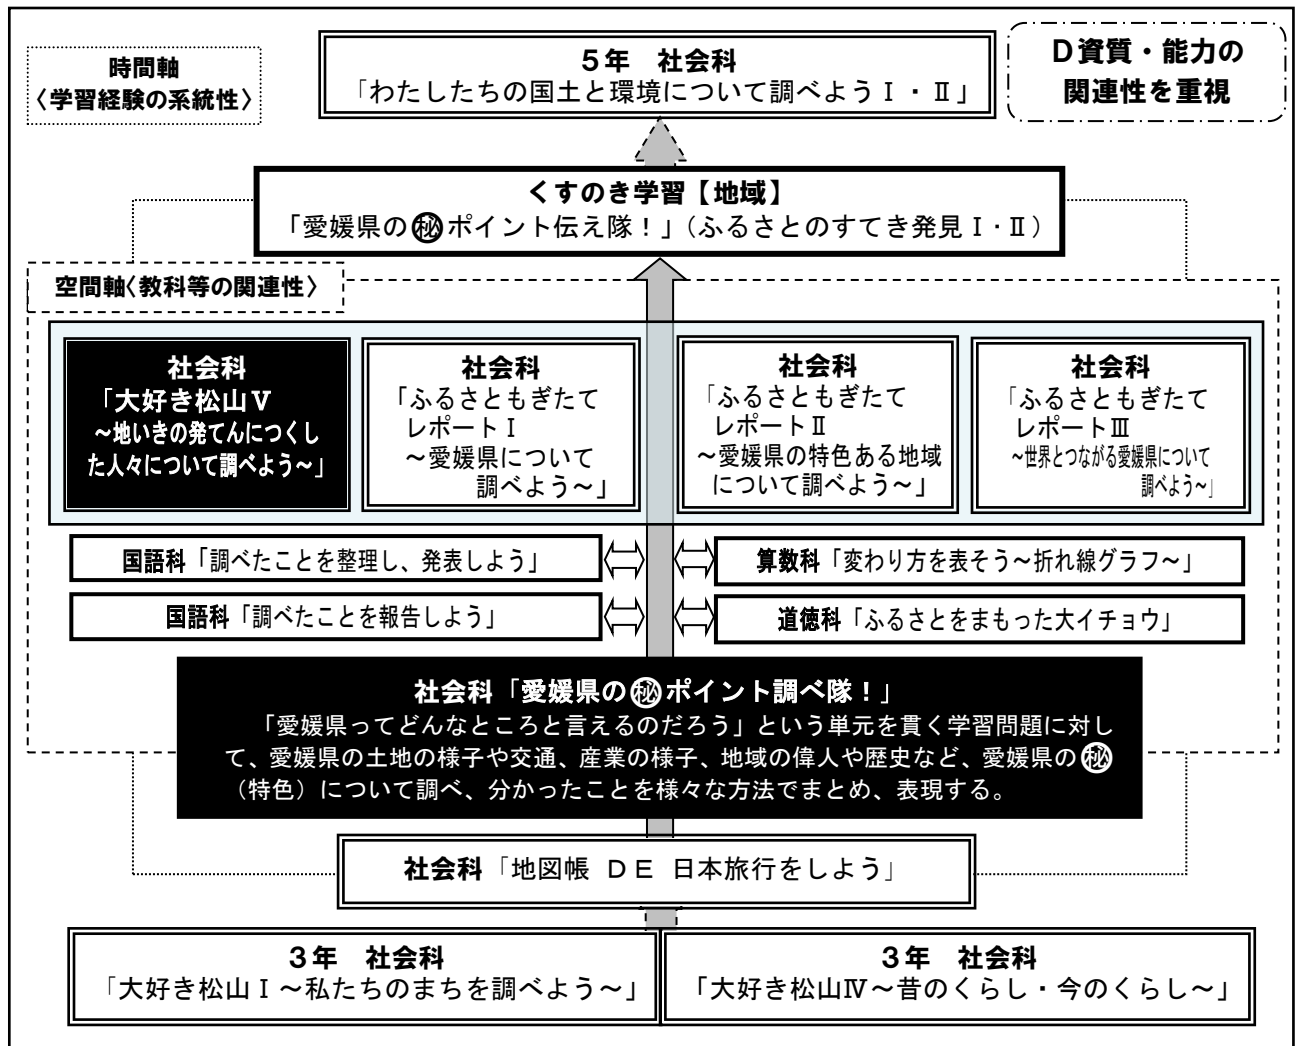 時間軸
〈学習経験の系統性〉
5年 社会科
「わたしたちの国土と環境について調べようⅠ・Ⅱ」
D資質・能力の
関連性を重視
くすのき学習【地域】
「愛媛県の㊙ポイント伝え隊！」(ふるさとのすてき発見Ⅰ・Ⅱ)
空間軸〈教科等の関連性〉
社会科
「大好き松山Ⅴ
～地いきの発てんにつくし
た人々について調べよう～」
社会科
「ふるさともぎたて
レポートⅠ
～愛媛県について
調べよう～」
社会科
「ふるさともぎたて
レポートⅡ
～愛媛県の特色ある地域
について調べよう～」
社会科
「ふるさともぎたて
レポートⅢ
～世界とつながる愛媛県について
調べよう～」
国語科「調べたことを整理し、発表しよう」
算数科「変わり方を表そう～折れ線グラフ～」
国語科「調べたことを報告しよう」
道徳科「ふるさとをまもった大イチョウ」
社会科「愛媛県の㊙ポイント調べ隊！」
「愛媛県ってどんなところと言えるのだろう」という単元を貫く学習問題に対し
て、愛媛県の土地の様子や交通、産業の様子、地域の偉人や歴史など、愛媛県の㊙
（特色）について調べ、分かったことを様々な方法でまとめ、表現する。
社会科「地図帳 DE 日本旅行をしよう」
3年 社会科
「大好き松山Ⅰ～私たちのまちを調べよう～」
3年 社会科
「大好き松山Ⅳ～昔のくらし・今のくらし～」